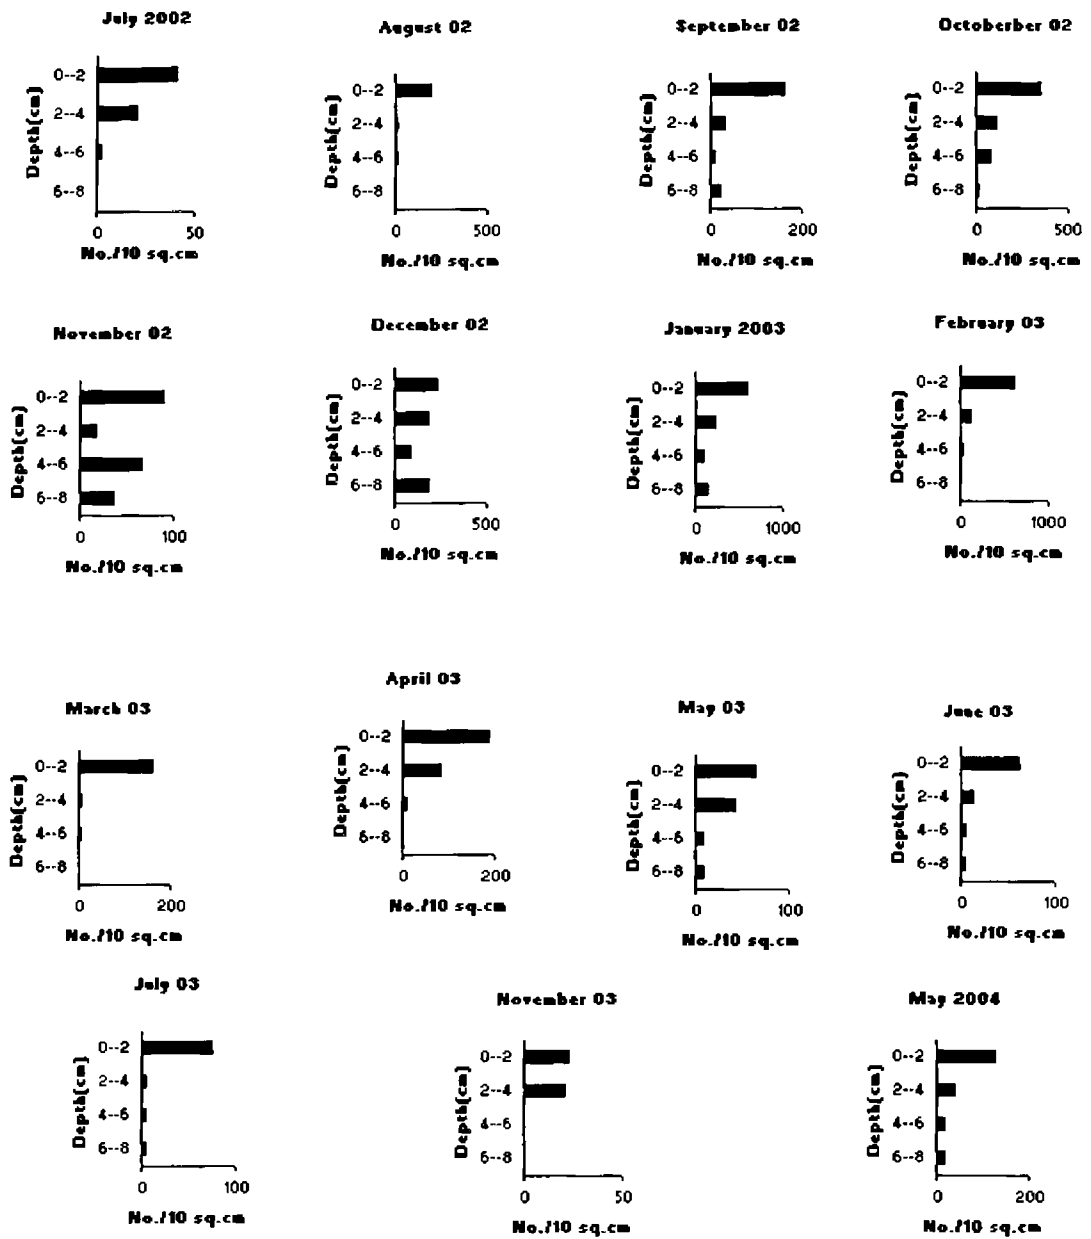 July 2002
Depth(cm)
0--2
2--4
4--6
6--8
0 50
No./10 sq.cm
August 02
Depth(cm)
0--2
2--4
4--6
6--8
0 500
No./10 sq.cm
September 02
Depth(cm)
0--2
2--4
4--6
6--8
0 200
No./10 sq.cm
Octoberber 02
Depth(cm)
0--2
2--4
4--6
6--8
0 500
No./10 sq.cm
November 02
Depth(cm)
0--2
2--4
4--6
6--8
0 100
No./10 sq.cm
December 02
Depth(cm)
0--2
2--4
4--6
6--8
0 500
No./10 sq.cm
January 2003
Depth(cm)
0--2
2--4
4--6
6--8
0 1000
No./10 sq.cm
February 03
Depth(cm)
0--2
2--4
4--6
6--8
0 1000
No./10 sq.cm
March 03
Depth(cm)
0--2
2--4
4--6
6--8
0 200
No./10 sq.cm
April 03
Depth(cm)
0--2
2--4
4--6
6--8
0 200
No./10 sq.cm
May 03
Depth(cm)
0--2
2--4
4--6
6--8
0 100
No./10 sq.cm
June 03
Depth(cm)
0--2
2--4
4--6
6--8
0 100
No./10 sq.cm
July 03
Depth(cm)
0--2
2--4
4--6
6--8
0 100
No./10 sq.cm
November 03
Depth(cm)
0--2
2--4
4--6
6--8
0 50
No./10 sq.cm
May 2004
Depth(cm)
0--2
2--4
4--6
6--8
0 200
No./10 sq.cm